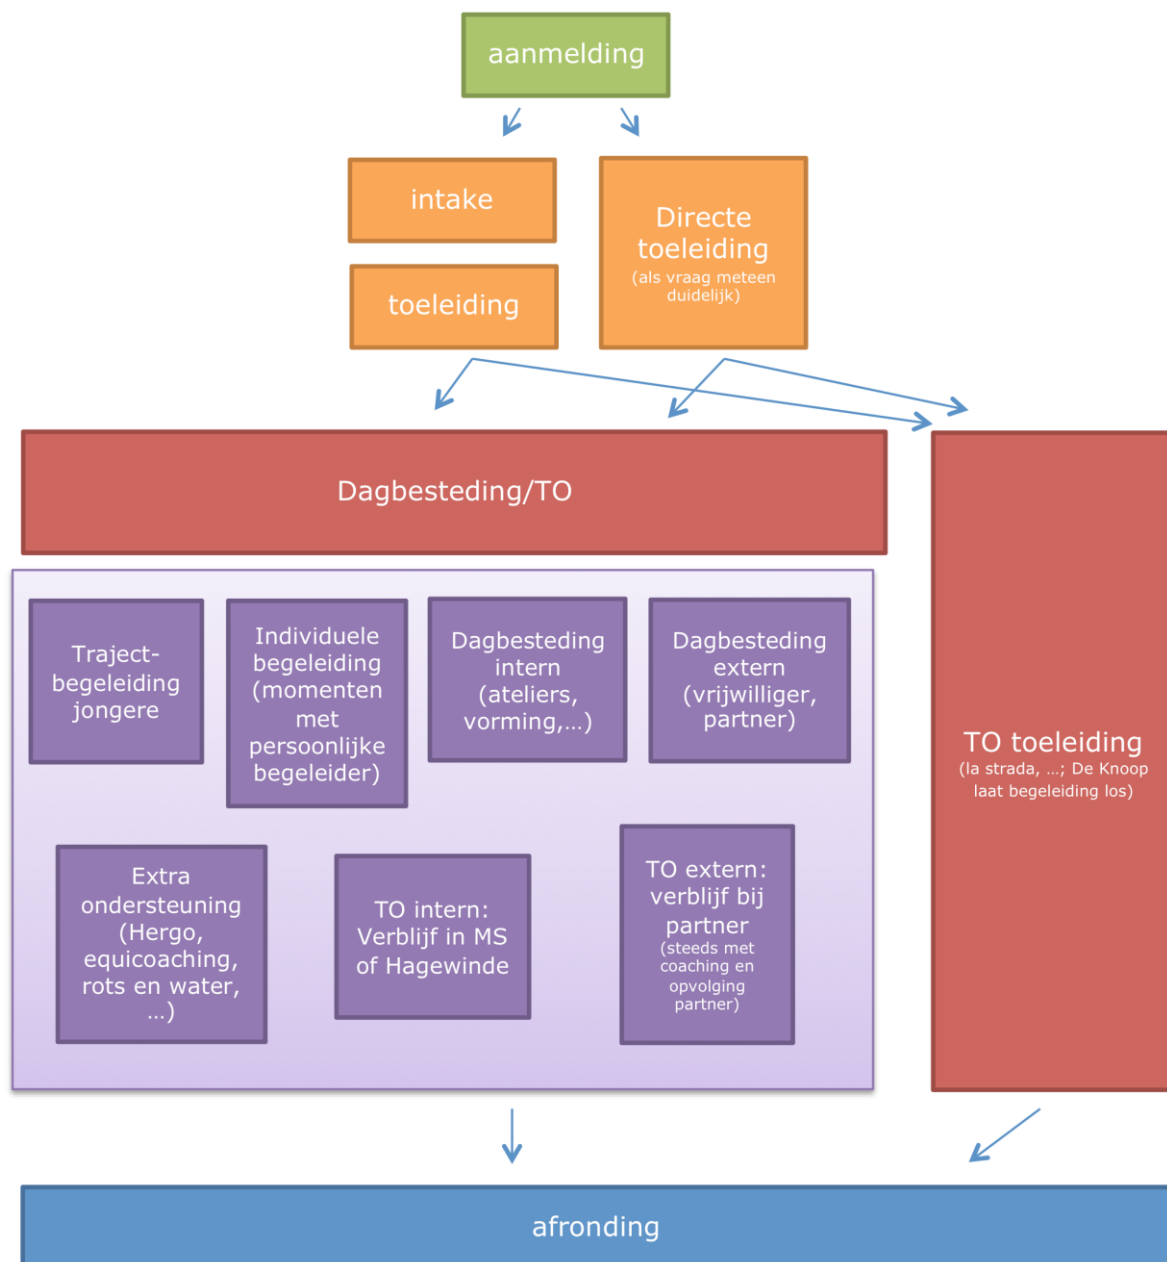 aanmelding
intake
toeleiding
Directe
toeleiding
(als vraag meteen
duidelijk)
Dagbesteding/TO
Traject-
begeleiding
jongere
Individuele
begeleiding
(momenten
met
persoonlijke
begeleider)
Dagbesteding
intern
(ateliers,
vorming,...)
Dagbesteding
extern
(vrijwilliger,
partner)
Extra
ondersteuning
(Hergo,
equicoaching,
rots en water,
...)
TO intern:
Verblijf in MS
of Hagewinde
TO extern:
verblijf bij
partner
(steeds met
coaching en
opvolging
partner)
TO toeleiding
(la strada, ...; De Knoop
laat begeleiding los)
afronding